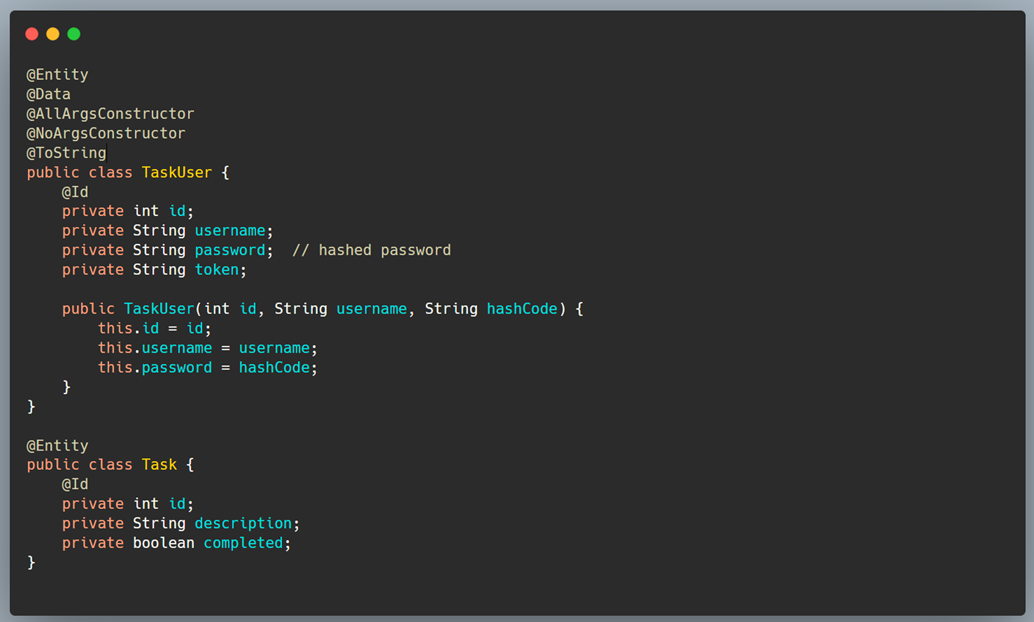 @Entity
@Data
@AllArgsConstructor
@NoArgsConstructor
@ToString
public class TaskUser {
    @Id
    private int id;
    private String username;
    private String password;  // hashed password
    private String token;

    public TaskUser(int id, String username, String hashCode) {
        this.id = id;
        this.username = username;
        this.password = hashCode;
    }
}

@Entity
public class Task {
    @Id
    private int id;
    private String description;
    private boolean completed;
}